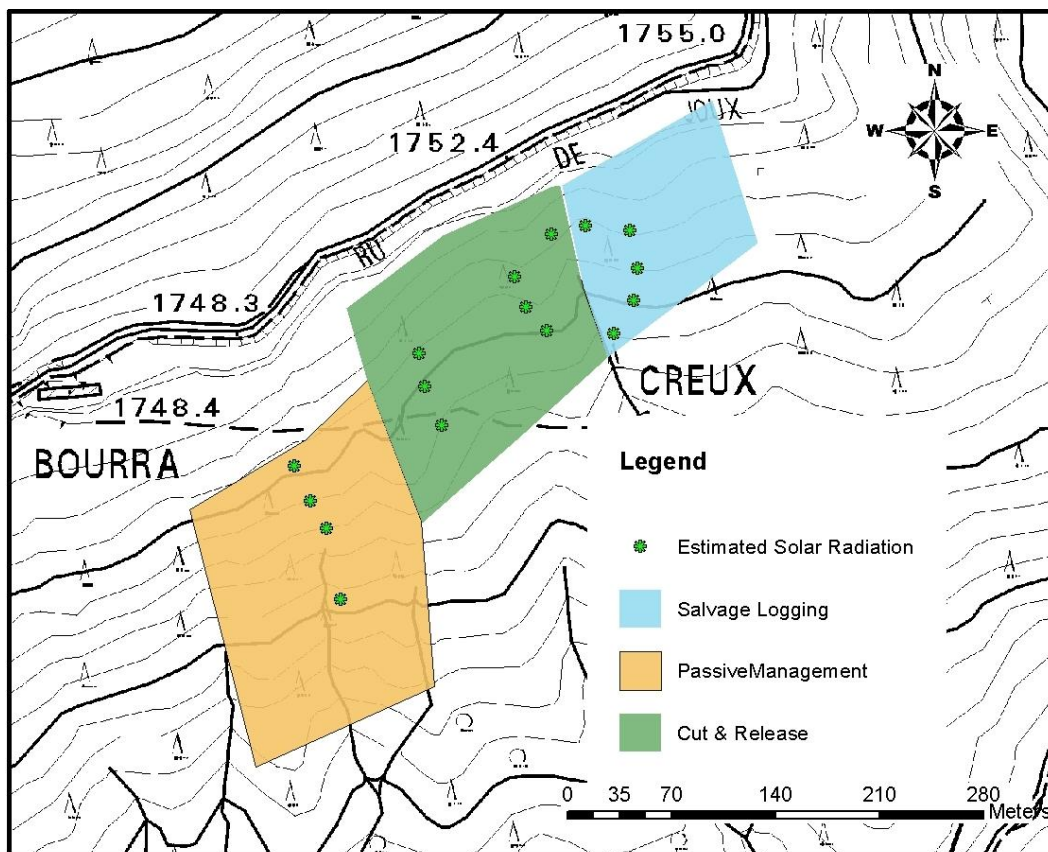 1755.0
JOUX
N
1752.4
W E
DE
S
RU
1748.3
CREUX
1748.4
BOURRA
Legend
Estimated Solar Radiation
Salvage Logging
PassiveManagement
Cut & Release
0 35 70 140 210 280
Meters